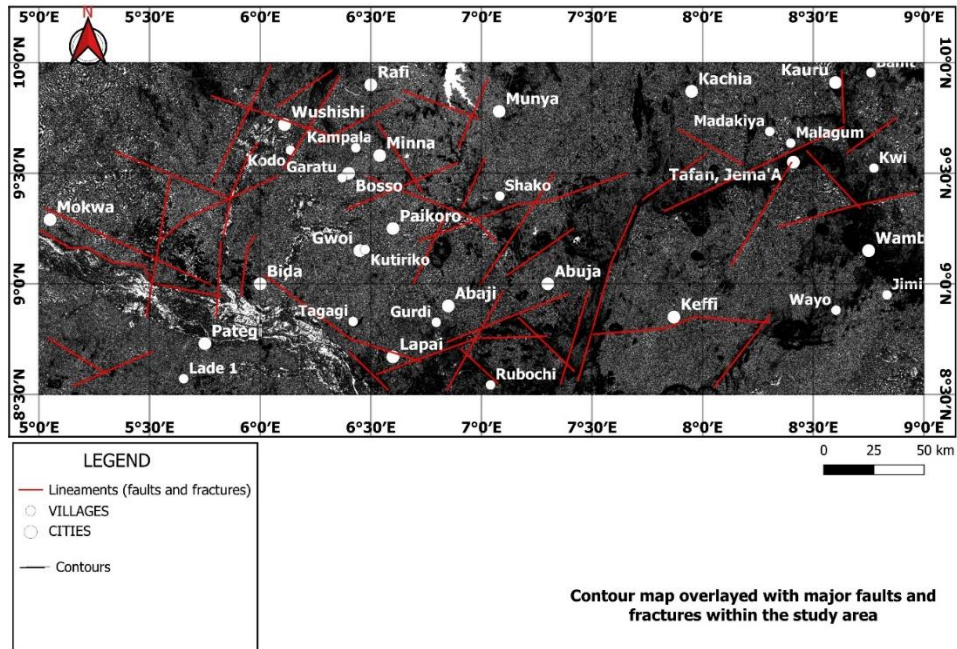 N
5°0'E 5°30'E 6°0'E 6°30'E 7°0'E 7°30'E 8°0'E 8°30'E 9°0'E
10°0'N 10°0'N
Rafi
Kachia
Kauru
Wushishi
Munya
Kampala
Minna
Madakiya
Malagum
Kodo
Garatu
9°30'N 9°30'N
Kwi
Bosso
Shako
Tafan, Jema'A
Mokwa
Paikoro
Gwoi
Kutiriko
Wamb
Bida
Abuja
9°0'N 9°0'N
Jimi
Tagagi
Gurdi
Abaji
Keffi
Wayo
Pategi
Lapai
Lade 1
Rubochi
8°30'N 8°30'N
5°0'E 5°30'E 6°0'E 6°30'E 7°0'E 7°30'E 8°0'E 8°30'E 9°0'E
0 25 50 km
LEGEND
Lineaments (faults and fractures)
VILLAGES
CITIES
Contours
Contour map overlayed with major faults and
fractures within the study area